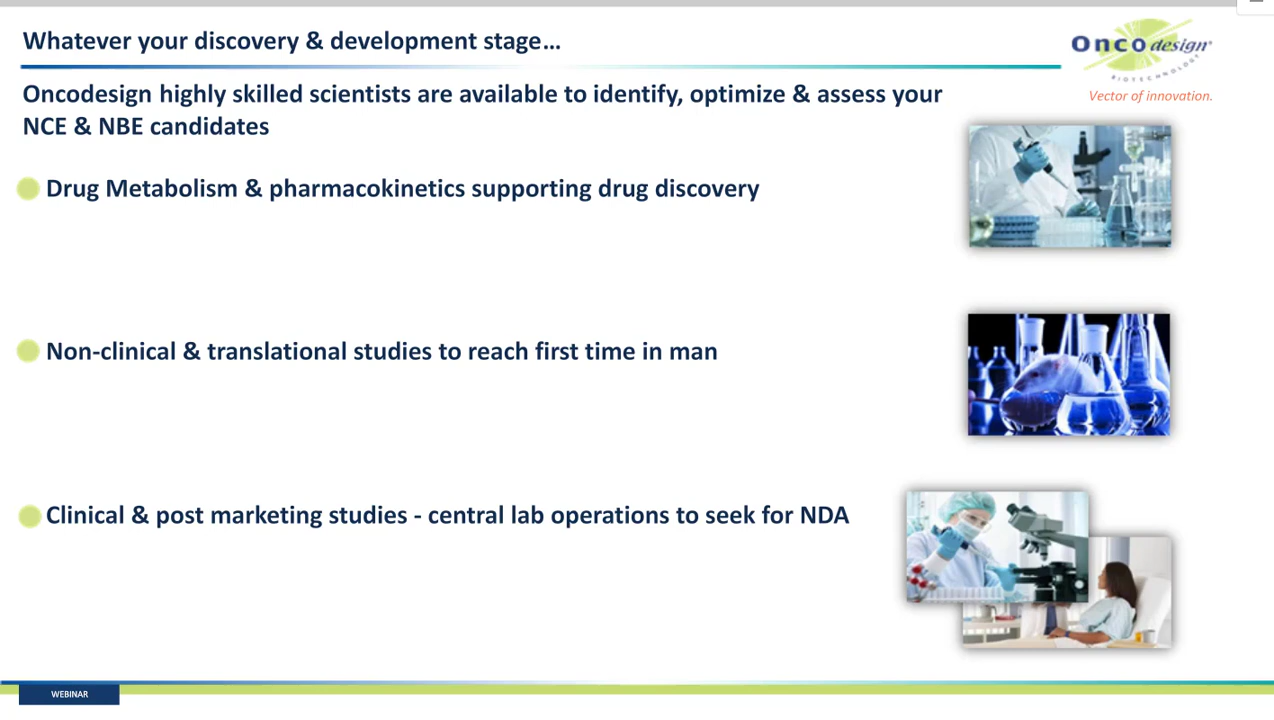 Whatever your discovery & development stage…
Oncodesign
BIOTECHNOLOGY
Vector of innovation.
Oncodesign highly skilled scientists are available to identify, optimize & assess your
NCE & NBE candidates
Drug Metabolism & pharmacokinetics supporting drug discovery
Non-clinical & translational studies to reach first time in man
Clinical & post marketing studies - central lab operations to seek for NDA
WEBINAR